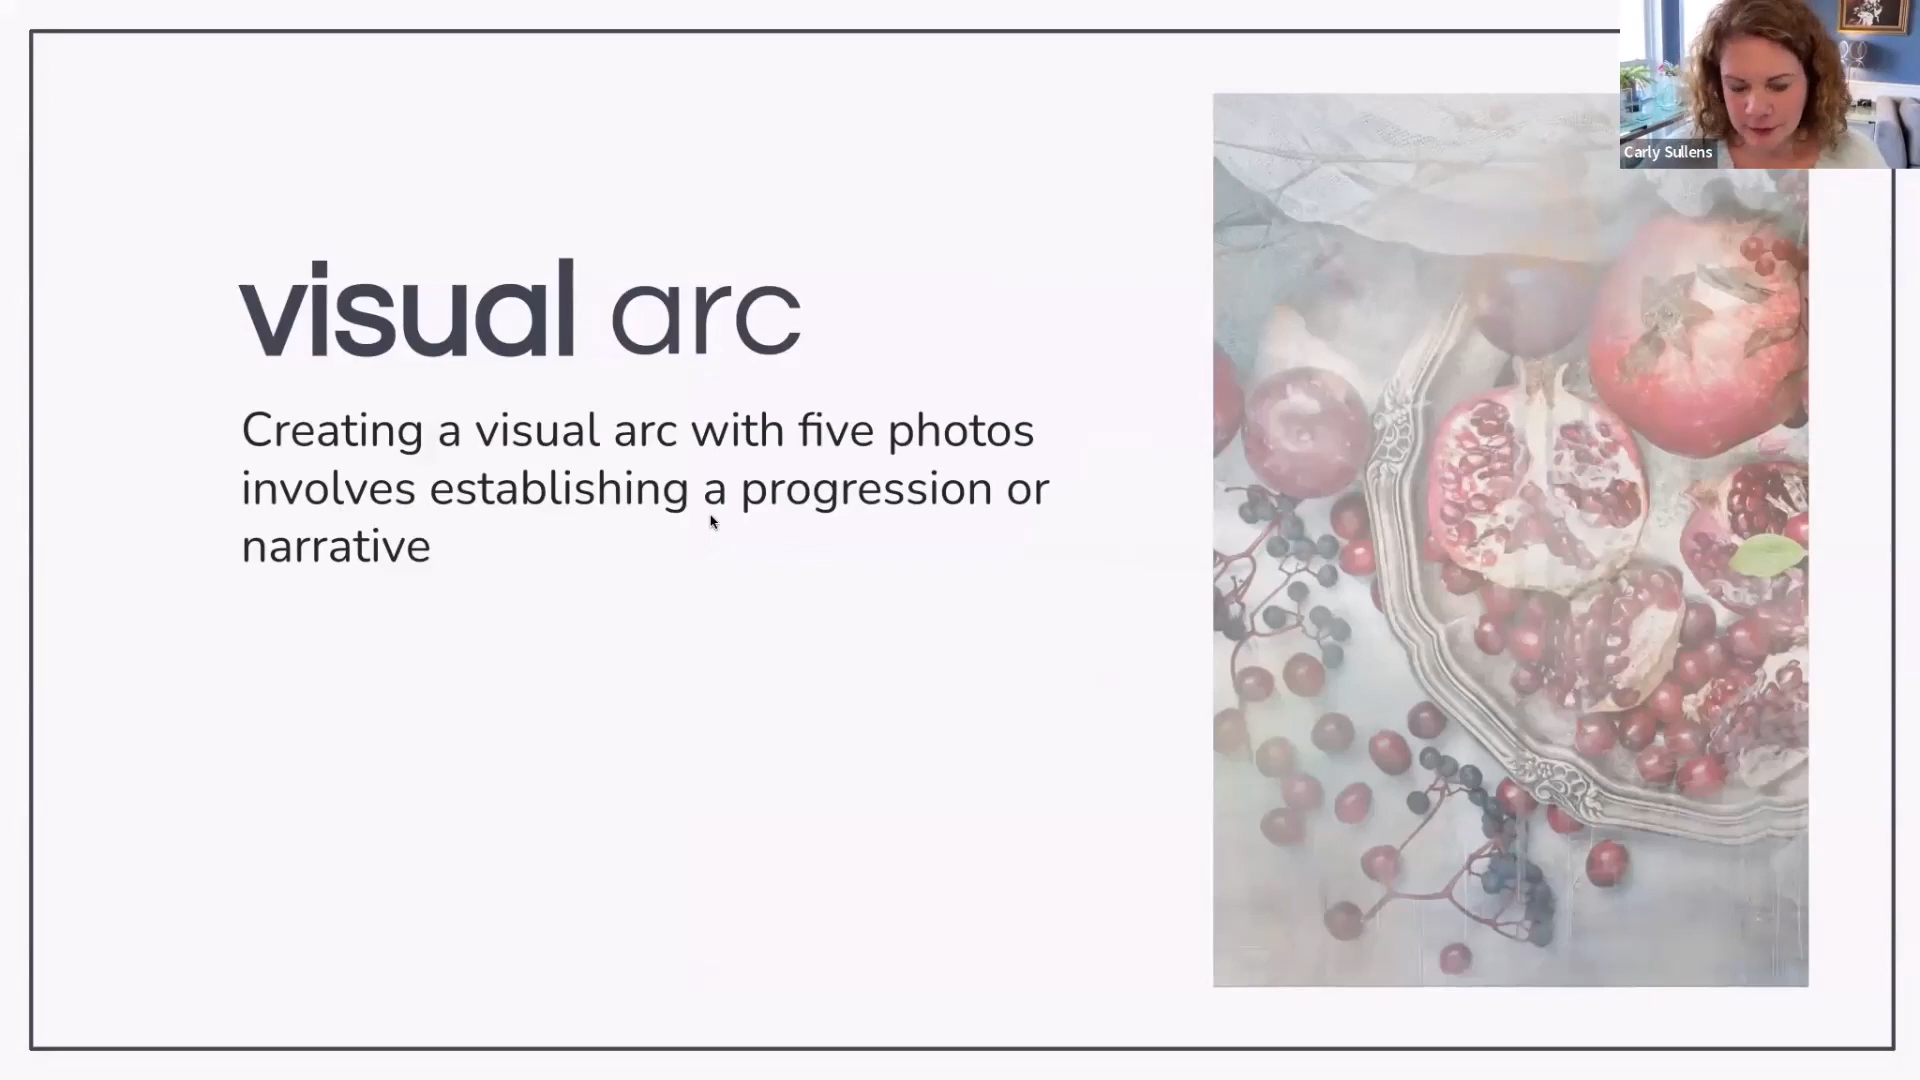 visual arc
Creating a visual arc with five photos
involves establishing a progression or
narrative
Carly Sullens